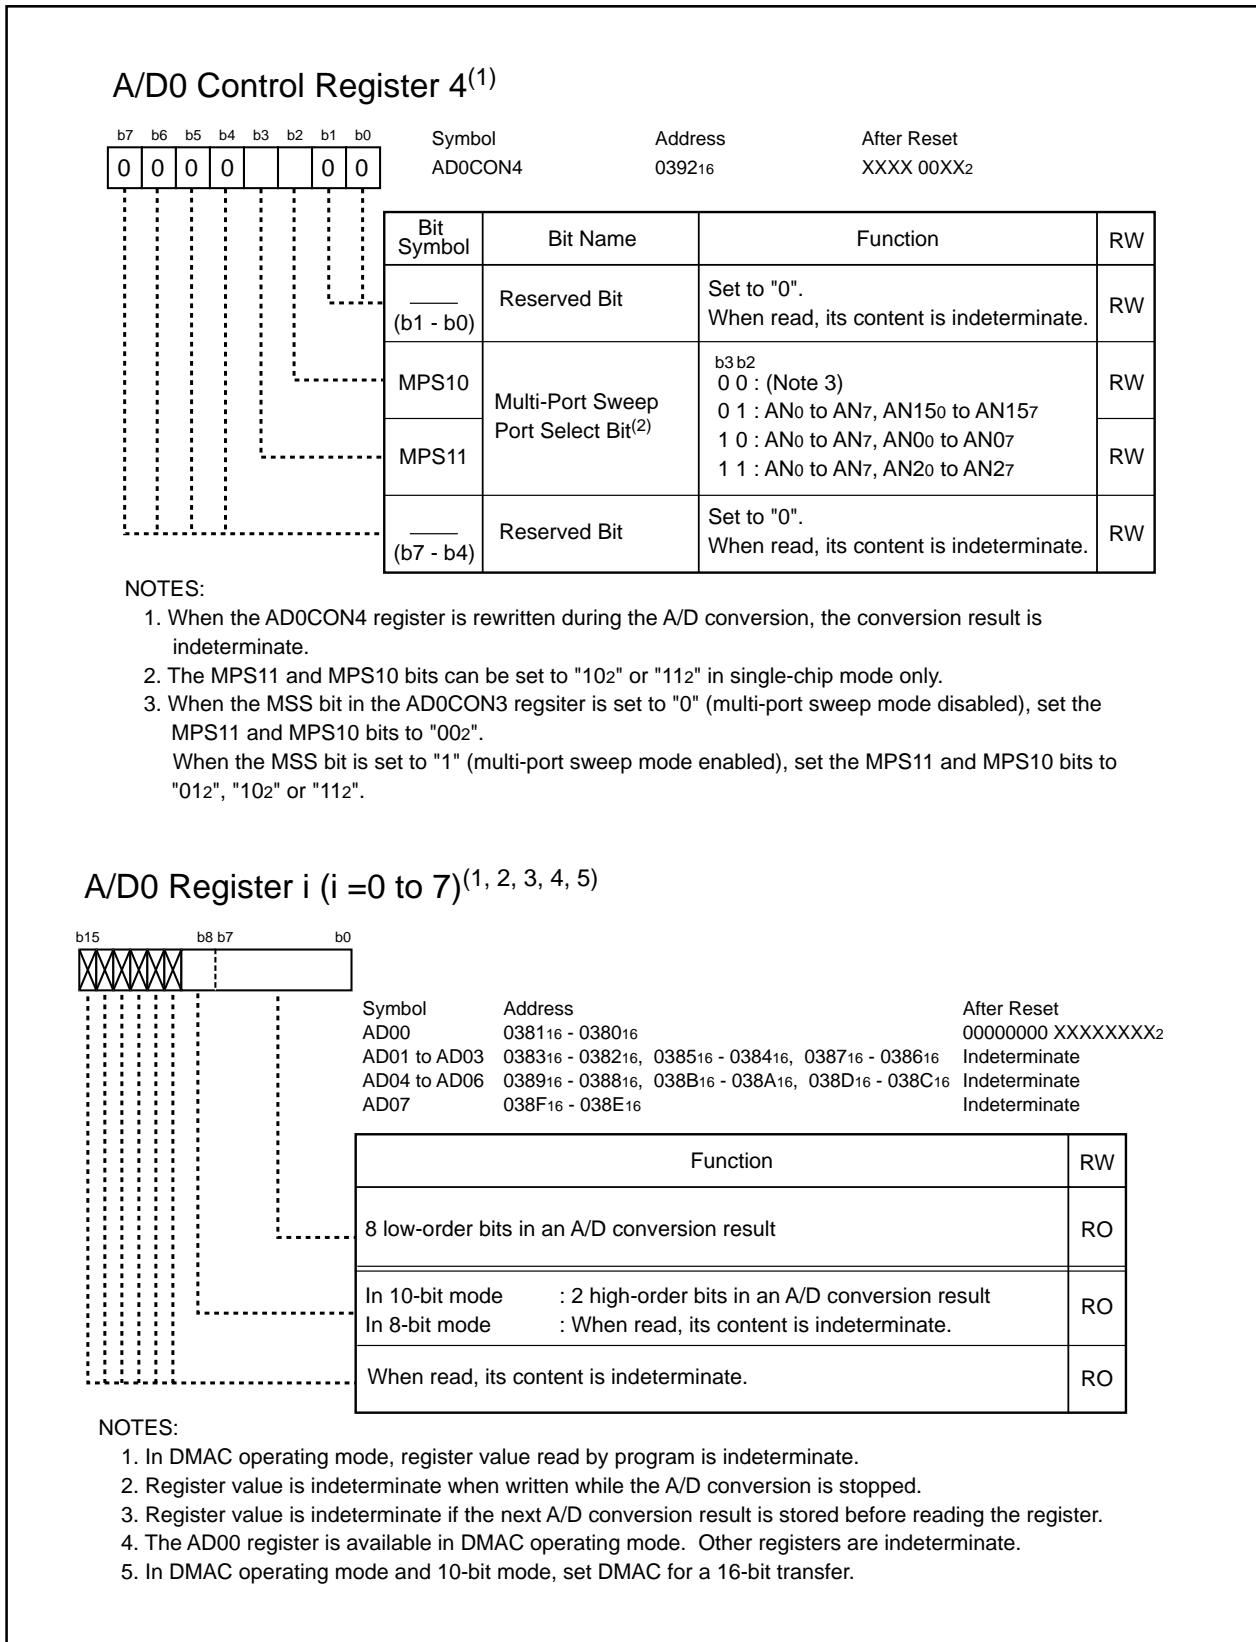 A/D0 Control Register 4(1)
b7 b6 b5 b4 b3 b2 b1 b0
Symbol Address After Reset
0 0 0 0 0 0
AD0CON4 039216 XXXX 00XX2
Bit Symbol Bit Name Function RW
(b1 - b0) Reserved Bit Set to "0".
When read, its content is indeterminate. RW
b3 b2
MPS10 0 0 : (Note 3) RW
Multi-Port Sweep 0 1 : AN0 to AN7, AN150 to AN157
Port Select Bit(2) 1 0 : AN0 to AN7, AN00 to AN07
MPS11 1 1 : AN0 to AN7, AN20 to AN27 RW
(b7 - b4) Reserved Bit Set to "0".
When read, its content is indeterminate. RW
NOTES:
1. When the AD0CON4 register is rewritten during the A/D conversion, the conversion result is
indeterminate.
2. The MPS11 and MPS10 bits can be set to "102" or "112" in single-chip mode only.
3. When the MSS bit in the AD0CON3 regsiter is set to "0" (multi-port sweep mode disabled), set the
MPS11 and MPS10 bits to "002".
When the MSS bit is set to "1" (multi-port sweep mode enabled), set the MPS11 and MPS10 bits to
"012", "102" or "112".
A/D0 Register i (i =0 to 7)(1, 2, 3, 4, 5)
b15 b8 b7 b0
Symbol Address After Reset
AD00 038116 - 038016 00000000 XXXXXXXX2
AD01 to AD03 038316 - 038216, 038516 - 038416, 038716 - 038616 Indeterminate
AD04 to AD06 038916 - 038816, 038B16 - 038A16, 038D16 - 038C16 Indeterminate
AD07 038F16 - 038E16 Indeterminate
Function RW
8 low-order bits in an A/D conversion result RO
In 10-bit mode : 2 high-order bits in an A/D conversion result
In 8-bit mode : When read, its content is indeterminate. RO
When read, its content is indeterminate. RO
NOTES:
1. In DMAC operating mode, register value read by program is indeterminate.
2. Register value is indeterminate when written while the A/D conversion is stopped.
3. Register value is indeterminate if the next A/D conversion result is stored before reading the register.
4. The AD00 register is available in DMAC operating mode. Other registers are indeterminate.
5. In DMAC operating mode and 10-bit mode, set DMAC for a 16-bit transfer.